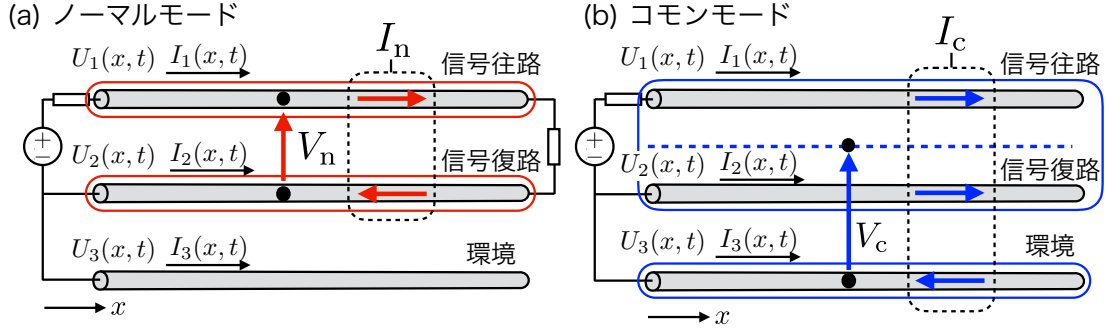 (a) ノーマルモード
U₁(x, t) I₁(x, t)
Iₙ
信号往路
+
−
Vₙ
U₂(x, t) I₂(x, t)
信号復路
U₃(x, t) I₃(x, t)
環境
x
(b) コモンモード
U₁(x, t) I₁(x, t)
I_c
信号往路
+
−
U₂(x, t) I₂(x, t)
信号復路
V_c
U₃(x, t) I₃(x, t)
環境
x